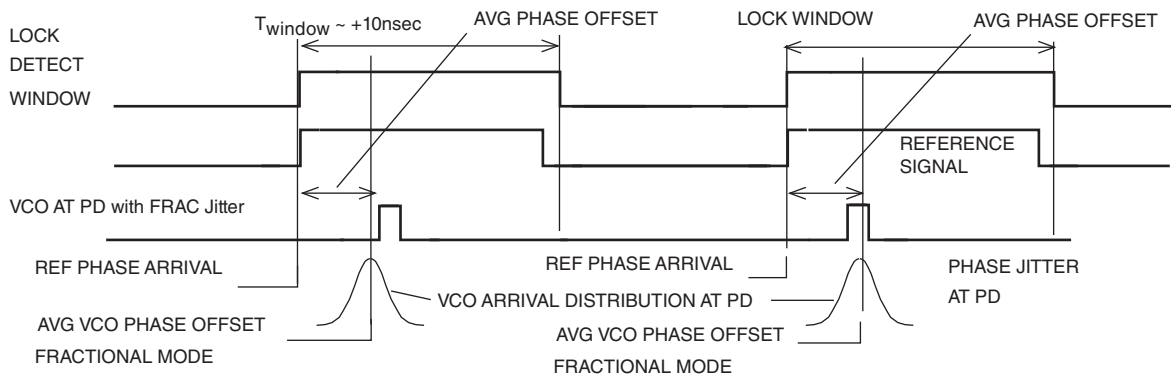 T window ~ +10nsec
AVG PHASE OFFSET
LOCK WINDOW
AVG PHASE OFFSET
LOCK
DETECT
WINDOW
REFERENCE
SIGNAL
VCO AT PD with FRAC Jitter
REF PHASE ARRIVAL
REF PHASE ARRIVAL
PHASE JITTER
AT PD
VCO ARRIVAL DISTRIBUTION AT PD
AVG VCO PHASE OFFSET
FRACTIONAL MODE
AVG VCO PHASE OFFSET
FRACTIONAL MODE